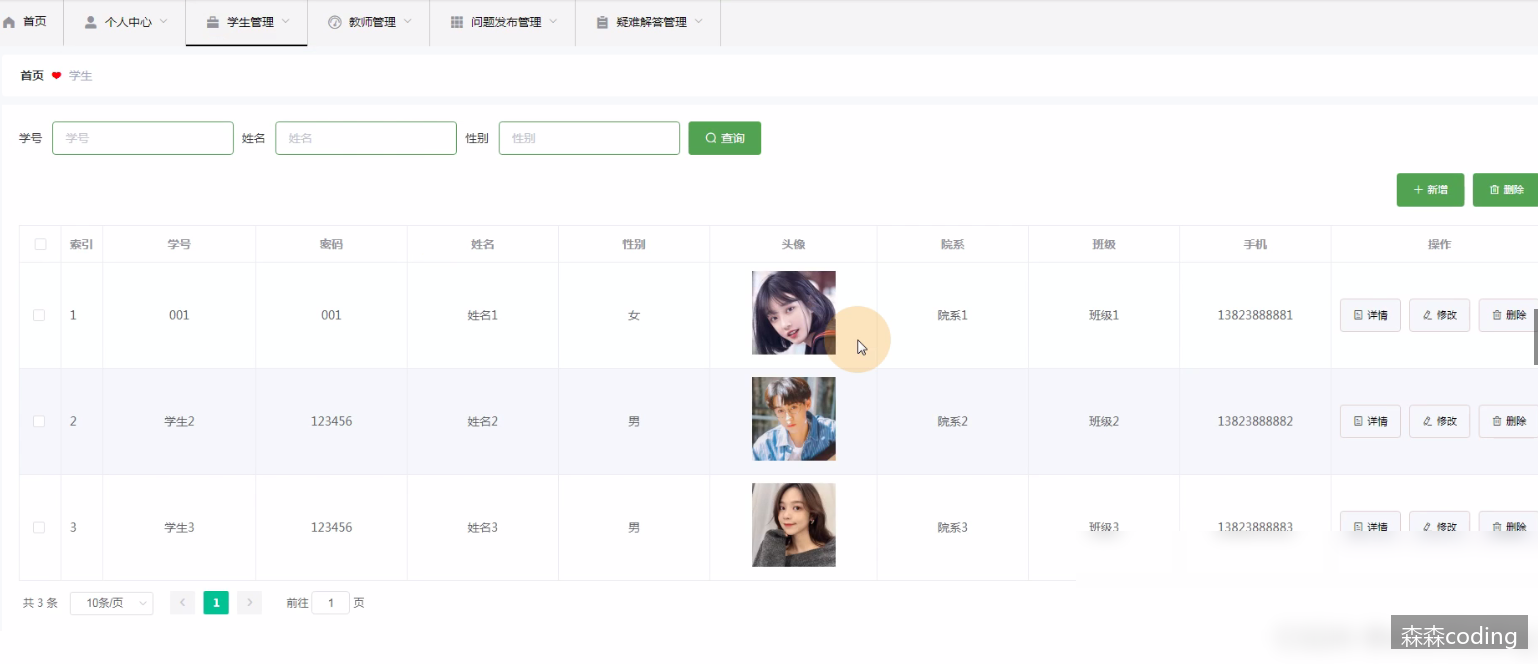 首页 个人中心 学生管理 教师管理 问题发布管理 疑难解答管理
首页 学生
学号 学号 姓名 姓名 性别 性别 查询
新增 删除
索引 学号 密码 姓名 性别 头像 院系 班级 手机 操作
1 001 001 姓名1 女 院系1 班级1 13823888881 详情 修改 删除
2 学生2 123456 姓名2 男 院系2 班级2 13823888882 详情 修改 删除
3 学生3 123456 姓名3 男 院系3 班级3 13823888883 详情 修改 删除
共 3 条 10条/页 1 前往 1 页
森森coding